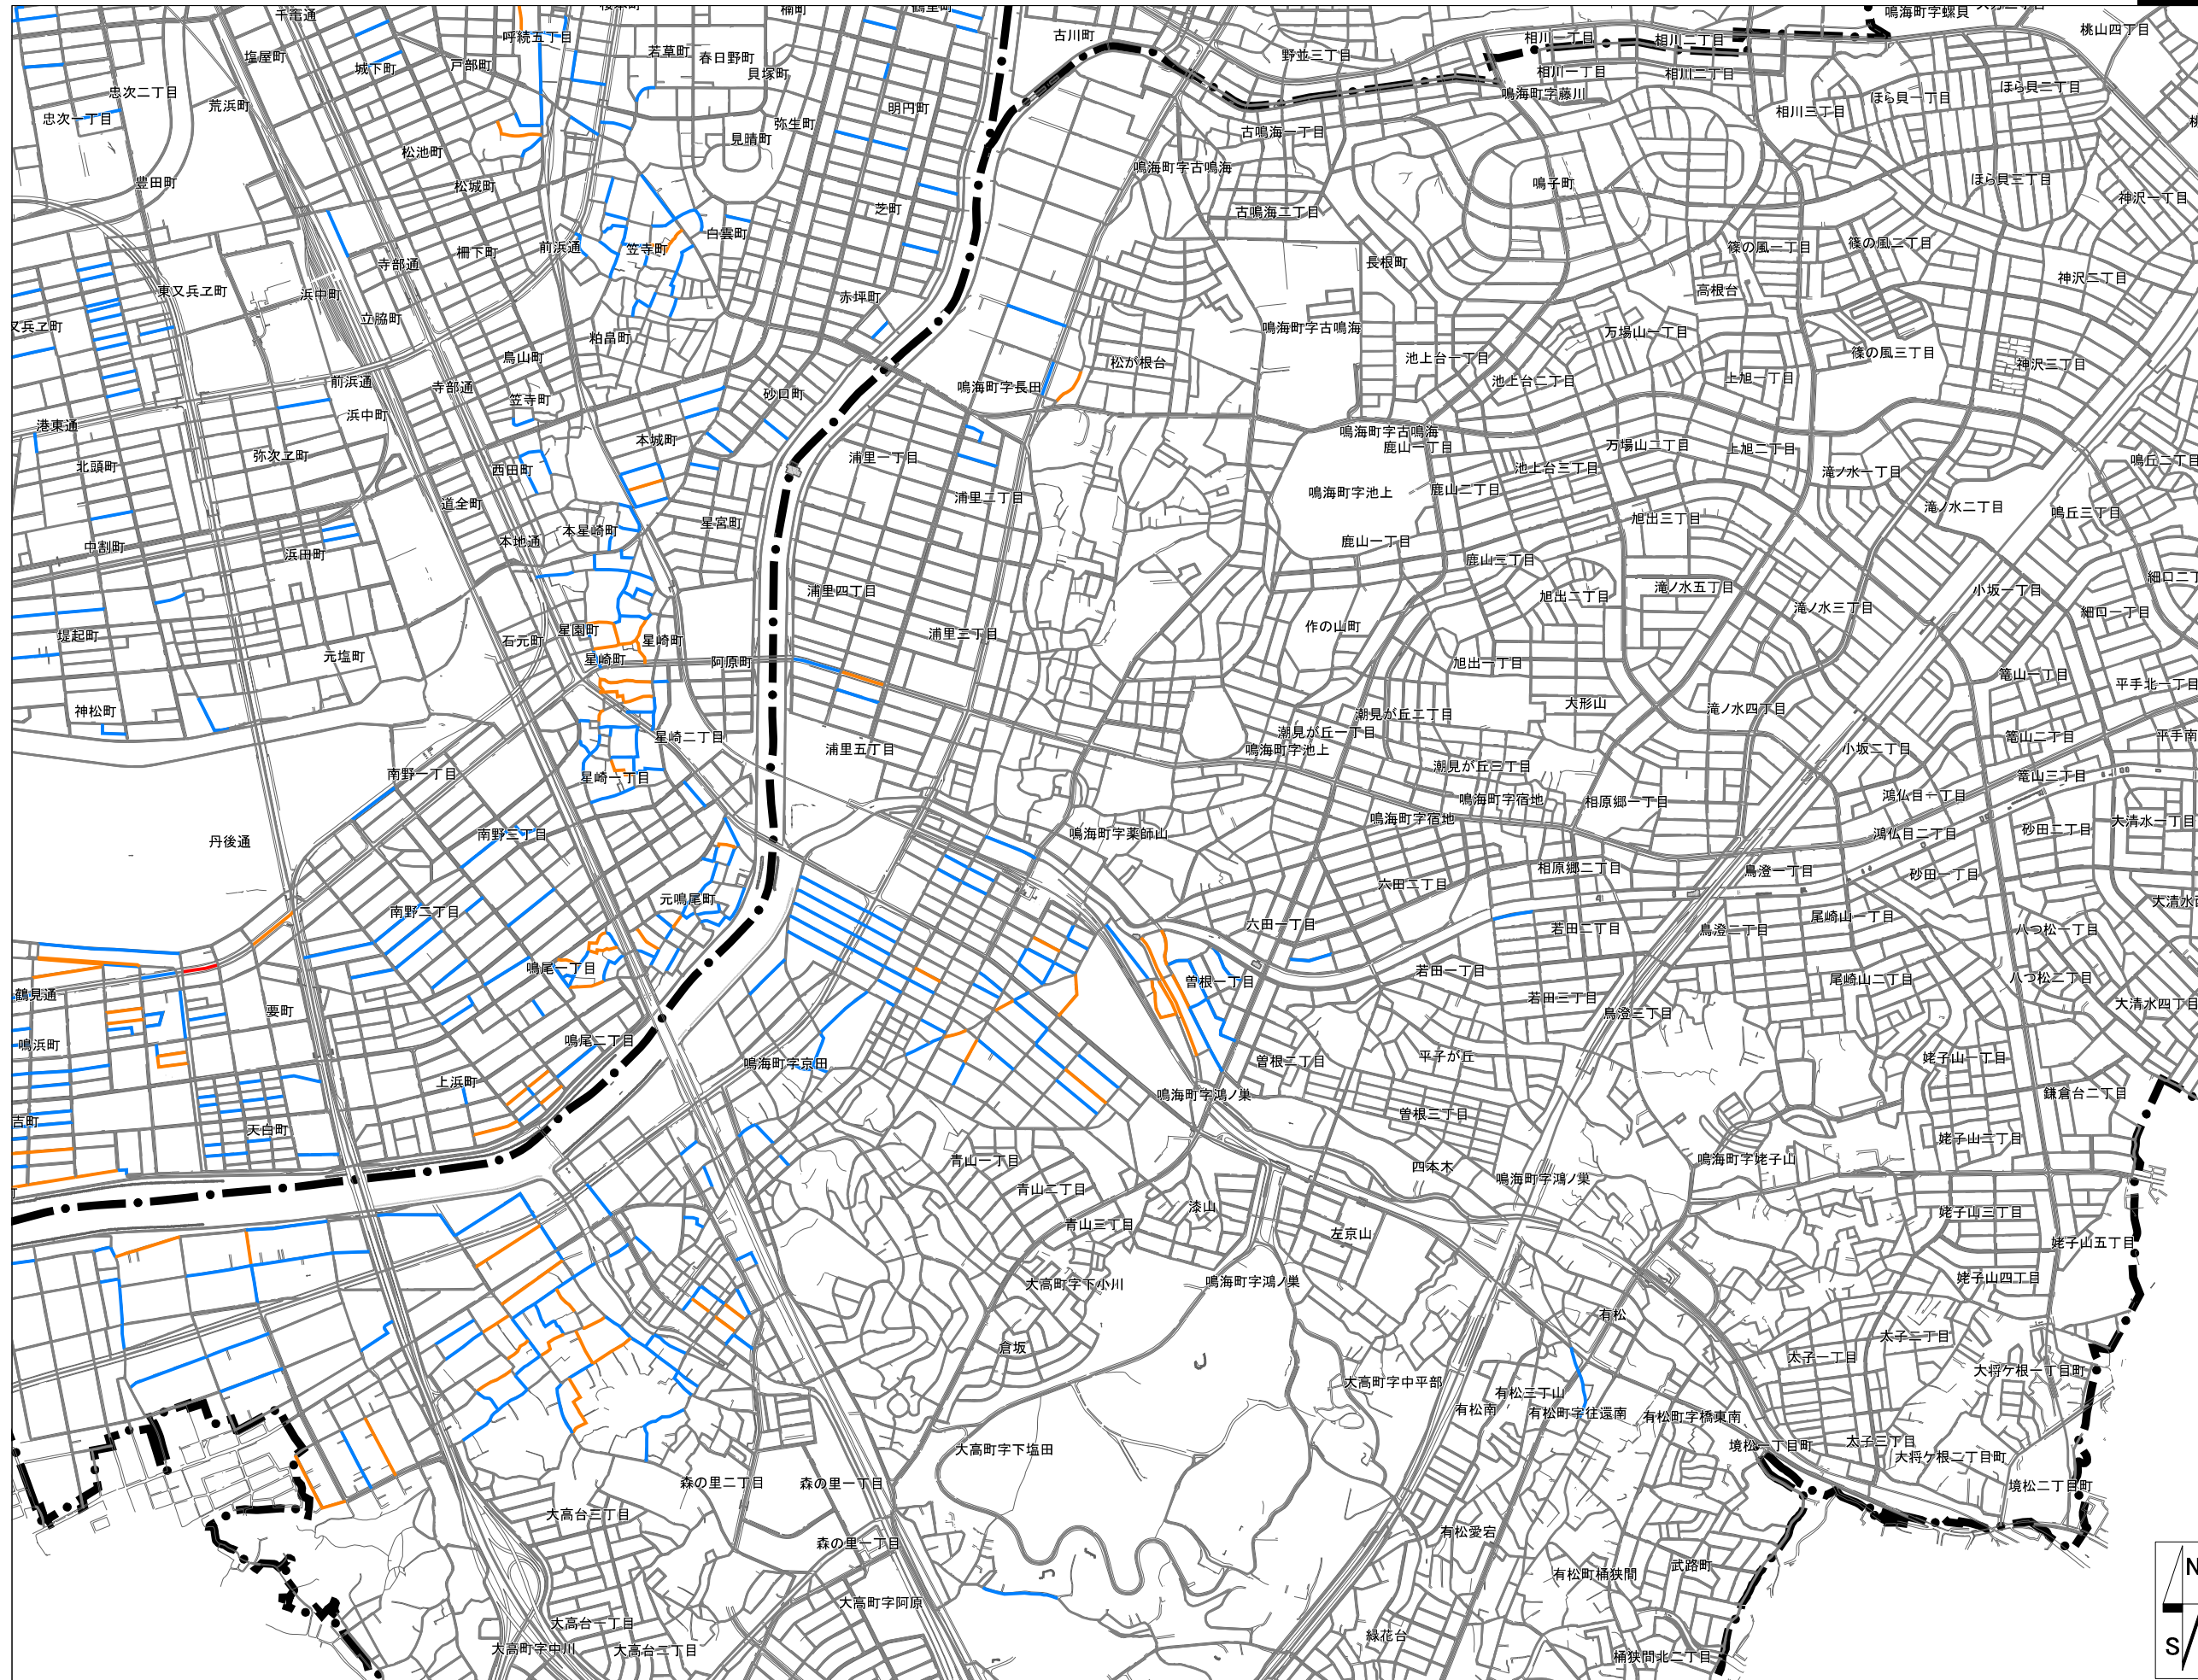 千竃通
楠町
呼続五丁目
若草町
春日野町
貝塚町
古川町
野並三丁目
相川一丁目
相川二丁目
鳴海町字螺貝
桃山四丁目
塩屋町
城下町
戸部町
相川一丁目
相川二丁目
忠次二丁目
荒浜町
明円町
鳴海町字藤川
相川三丁目
ほら貝一丁目
ほら貝二丁目
忠次一丁目
弥生町
見晴町
古鳴海一丁目
松池町
鳴海町字古鳴海
豊田町
松城町
鳴子町
ほら貝三丁目
神沢一丁目
芝町
古鳴海二丁目
白雲町
前浜通
笠寺町
柵下町
寺部通
長根町
篠の風一丁目
篠の風二丁目
神沢二丁目
東又兵ヱ町
浜中町
赤坪町
高根台
立脇町
又兵ヱ町
粕畠町
鳴海町字古鳴海
万場山一丁目
鳥山町
松が根台
池上台一丁目
篠の風三丁目
神沢三丁目
前浜通
寺部通
笠寺町
砂口町
鳴海町字長田
池上台二丁目
上旭一丁目
浜中町
港東通
本城町
鳴海町字古鳴海
鹿山一丁目
万場山二丁目
上旭二丁目
弥次ヱ町
北頭町
西田町
浦里一丁目
池上台三丁目
滝ノ水一丁目
鳴丘二丁目
道全町
浦里二丁目
鳴海町字池上
鹿山二丁目
滝ノ水二丁目
鳴丘三丁目
星宮町
本星崎町
本地通
旭出三丁目
中割町
浜田町
鹿山一丁目
鹿山三丁目
浦里四丁目
旭出二丁目
滝ノ水五丁目
滝ノ水三丁目
小坂一丁目
細口一丁目
堤起町
元塩町
石元町
星園町
星崎町
浦里三丁目
作の山町
星崎町
阿原町
旭出一丁目
篭山一丁目
平手北一丁目
神松町
大形山
滝ノ水四丁目
潮見が丘二丁目
潮見が丘一丁目
鳴海町字池上
星崎二丁目
浦里五丁目
小坂二丁目
篭山二丁目
平手南
南野一丁目
星崎一丁目
潮見が丘三丁目
篭山三丁目
鳴海町字宿地
相原郷一丁目
鴻仏目一丁目
鳴海町字宿地
丹後通
南野三丁目
鳴海町字薬師山
鴻仏目二丁目
砂田二丁目
大清水一丁目
相原郷二丁目
鳥澄一丁目
砂田一丁目
六田二丁目
元鳴尾町
南野二丁目
六田一丁目
若田二丁目
鳥澄二丁目
尾崎山一丁目
八つ松一丁目
鳴尾一丁目
曽根一丁目
若田一丁目
尾崎山二丁目
八つ松二丁目
鶴見通
要町
若田三丁目
鳥澄三丁目
大清水四丁目
鳴浜町
鳴尾二丁目
鳴海町字京田
曽根二丁目
平子が丘
姥子山一丁目
上浜町
鳴海町字鴻ノ巣
鎌倉台二丁目
曽根三丁目
天白町
姥子山二丁目
青山一丁目
四本木
鳴海町字姥子山
鳴海町字鴻ノ巣
青山二丁目
漆山
姥子山三丁目
青山三丁目
左京山
姥子山五丁目
大高町字下小川
鳴海町字鴻ノ巣
姥子山四丁目
有松
太子二丁目
倉坂
太子一丁目
大将ケ根一丁目町
大高町字中平部
有松三丁山
有松南
有松町字往還南
有松町字橋東南
大高町字下塩田
境松一丁目町
太子三丁目
大将ケ根二丁目町
森の里二丁目
森の里一丁目
境松二丁目町
大高台三丁目
有松愛宕
森の里一丁目
有松町桶狭間
武路町
大高町字阿原
大高台一丁目
大高町字中川
大高台二丁目
緑花台
桶狭間北二丁目
N
S